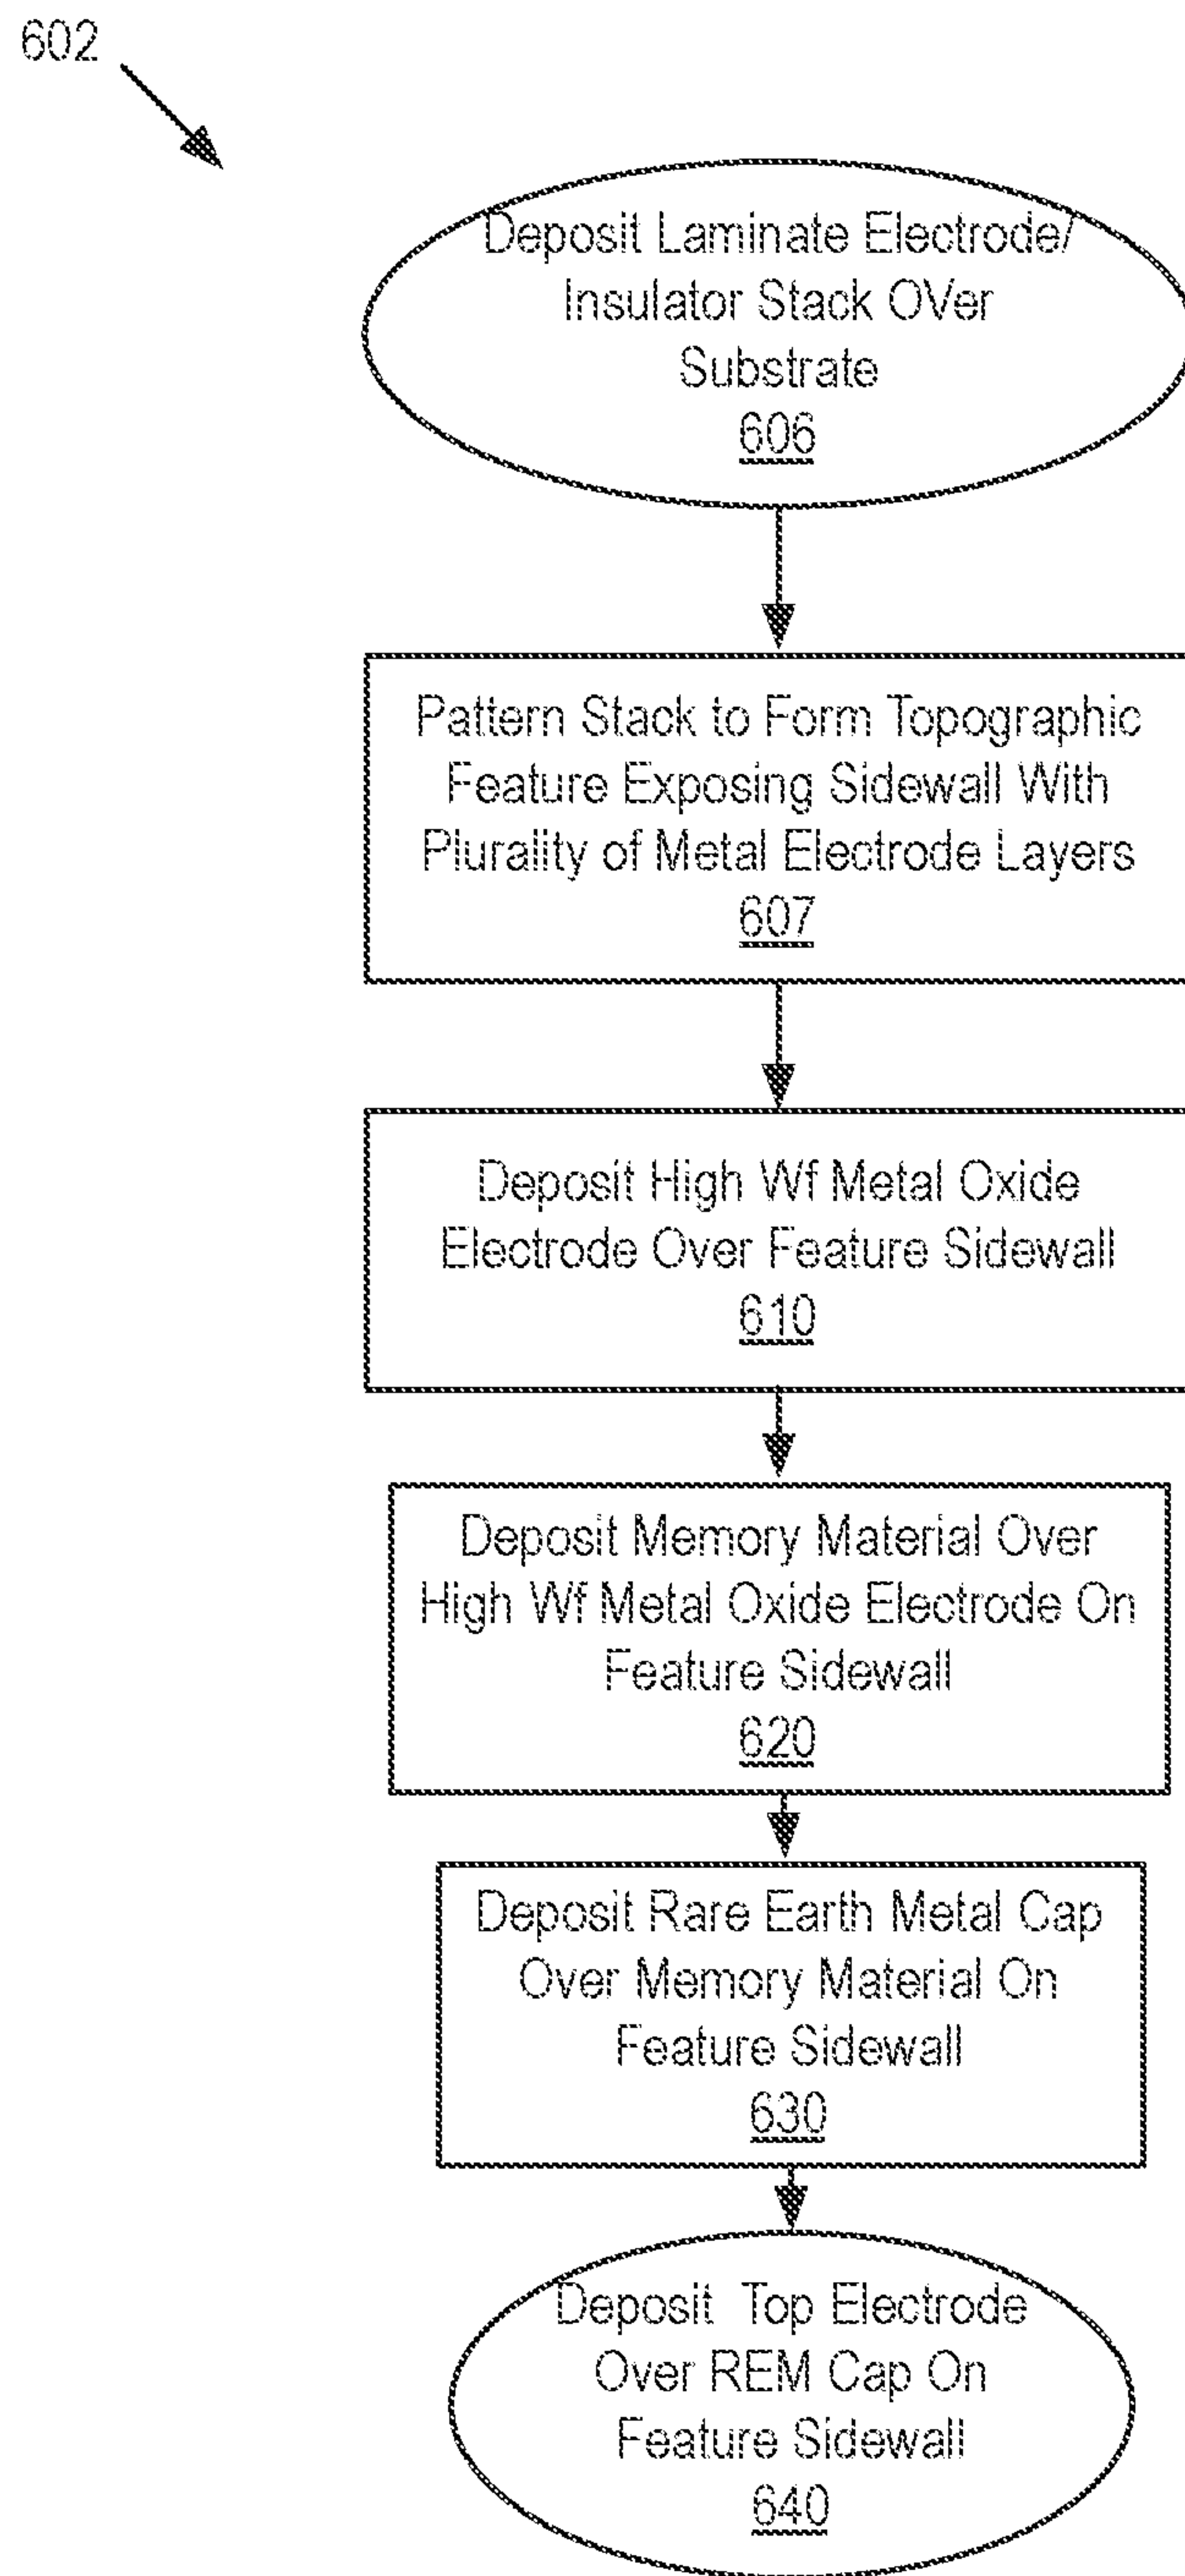 602
Deposit Laminate Electrode/
Insulator Stack OVer
Substrate
606
Pattern Stack to Form Topographic
Feature Exposing Sidewall With
Plurality of Metal Electrode Layers
607
Deposit High Wf Metal Oxide
Electrode Over Feature Sidewall
610
Deposit Memory Material Over
High Wf Metal Oxide Electrode On
Feature Sidewall
620
Deposit Rare Earth Metal Cap
Over Memory Material On
Feature Sidewall
630
Deposit Top Electrode
Over REM Cap On
Feature Sidewall
640